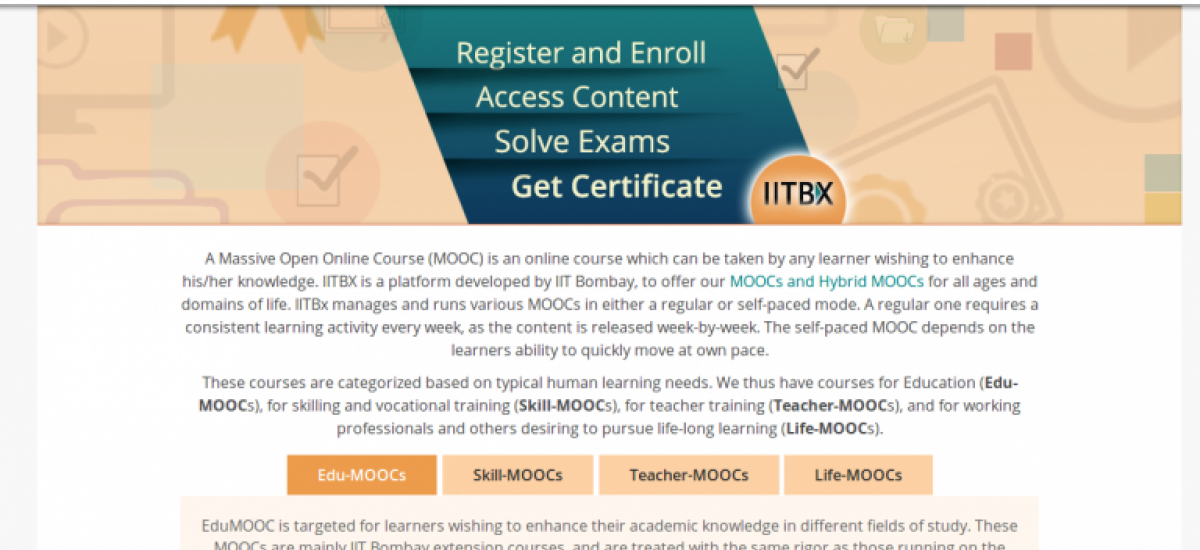 Register and Enroll
Access Content
Solve Exams
Get Certificate
IITBX
A Massive Open Online Course (MOOC) is an online course which can be taken by any learner wishing to enhance
his/her knowledge. IITBX is a platform developed by IIT Bombay, to offer our MOOCs and Hybrid MOOCs for all ages and
domains of life. IITBx manages and runs various MOOCs in either a regular or self-paced mode. A regular one requires a
consistent learning activity every week, as the content is released week-by-week. The self-paced MOOC depends on the
learners ability to quickly move at own pace.
These courses are categorized based on typical human learning needs. We thus have courses for Education (Edu-
MOOCs), for skilling and vocational training (Skill-MOOCs), for teacher training (Teacher-MOOCs), and for working
professionals and others desiring to pursue life-long learning (Life-MOOCs).
Edu-MOOCs Skill-MOOCs Teacher-MOOCs Life-MOOCs
EduMOOC is targeted for learners wishing to enhance their academic knowledge in different fields of study. These
MOOCs are mainly IIT Bombay extension courses, and are treated with the same rigor as those running on the